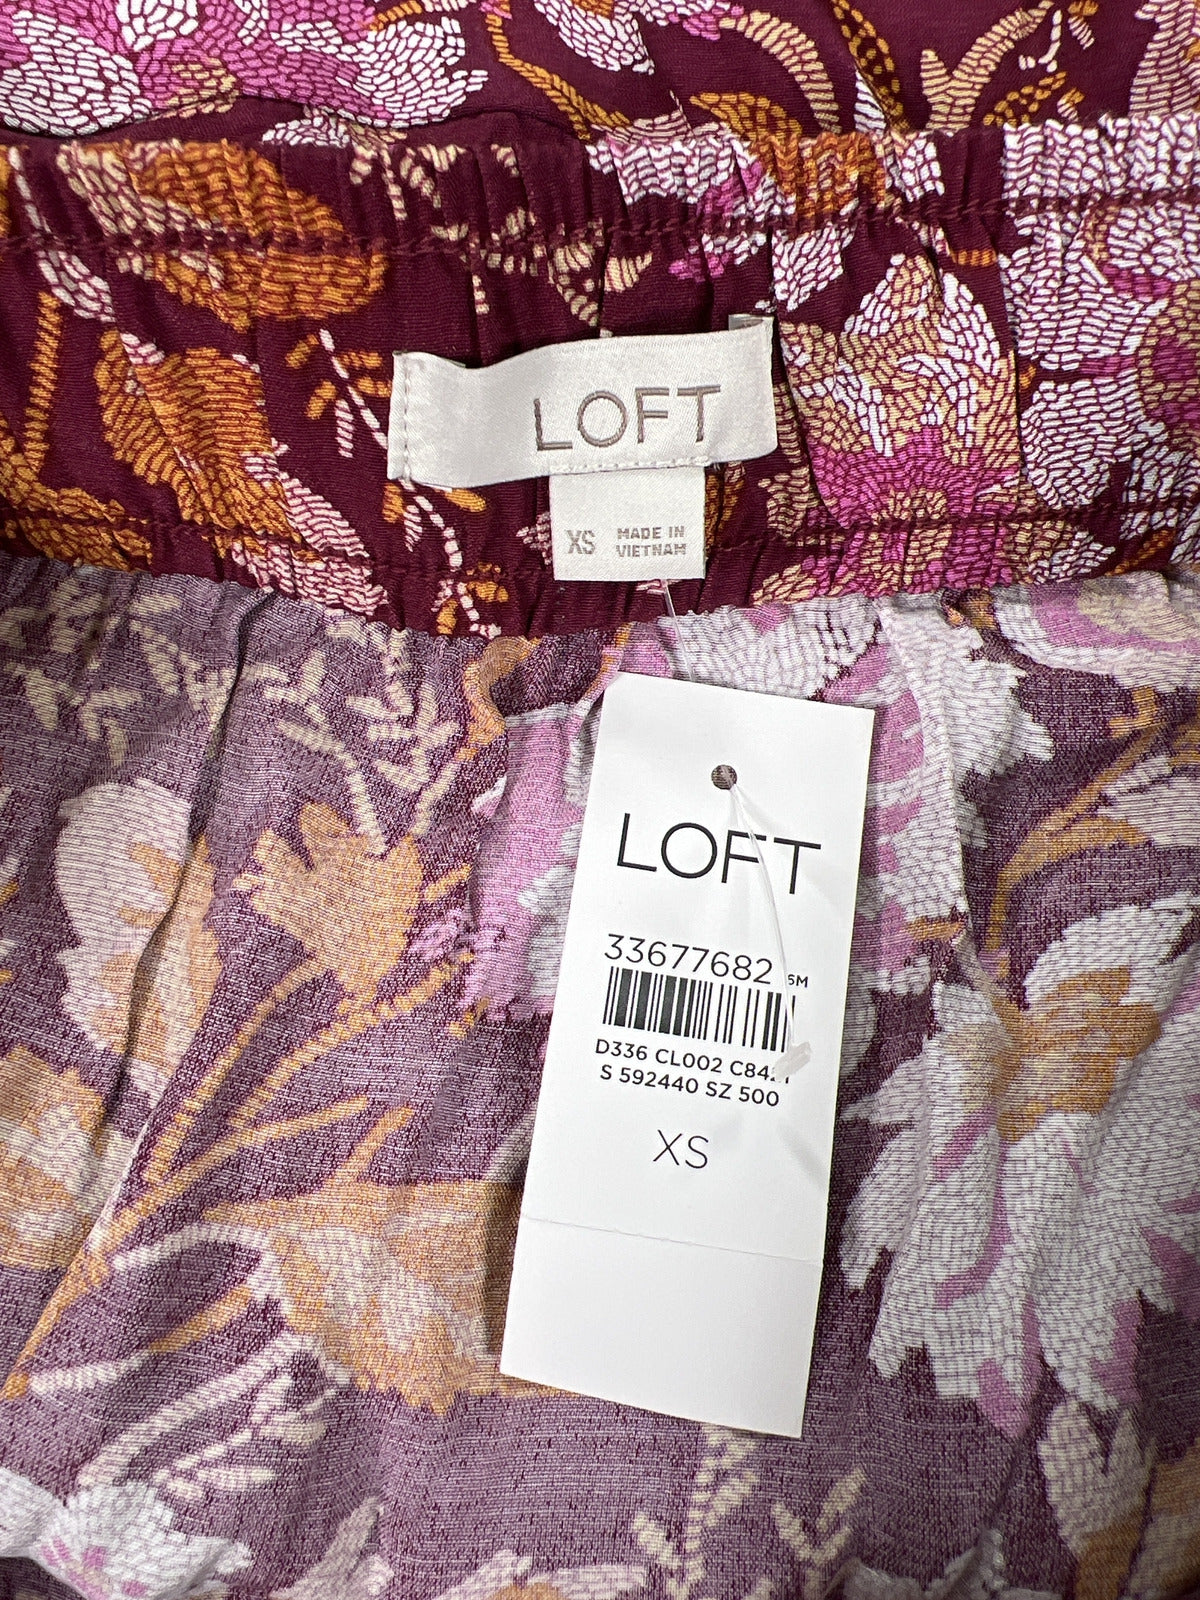 LOFT
XS MADE IN
VIETNAM
LOFT
33677682
D336 CL002
S 592440 SZ 500
XS